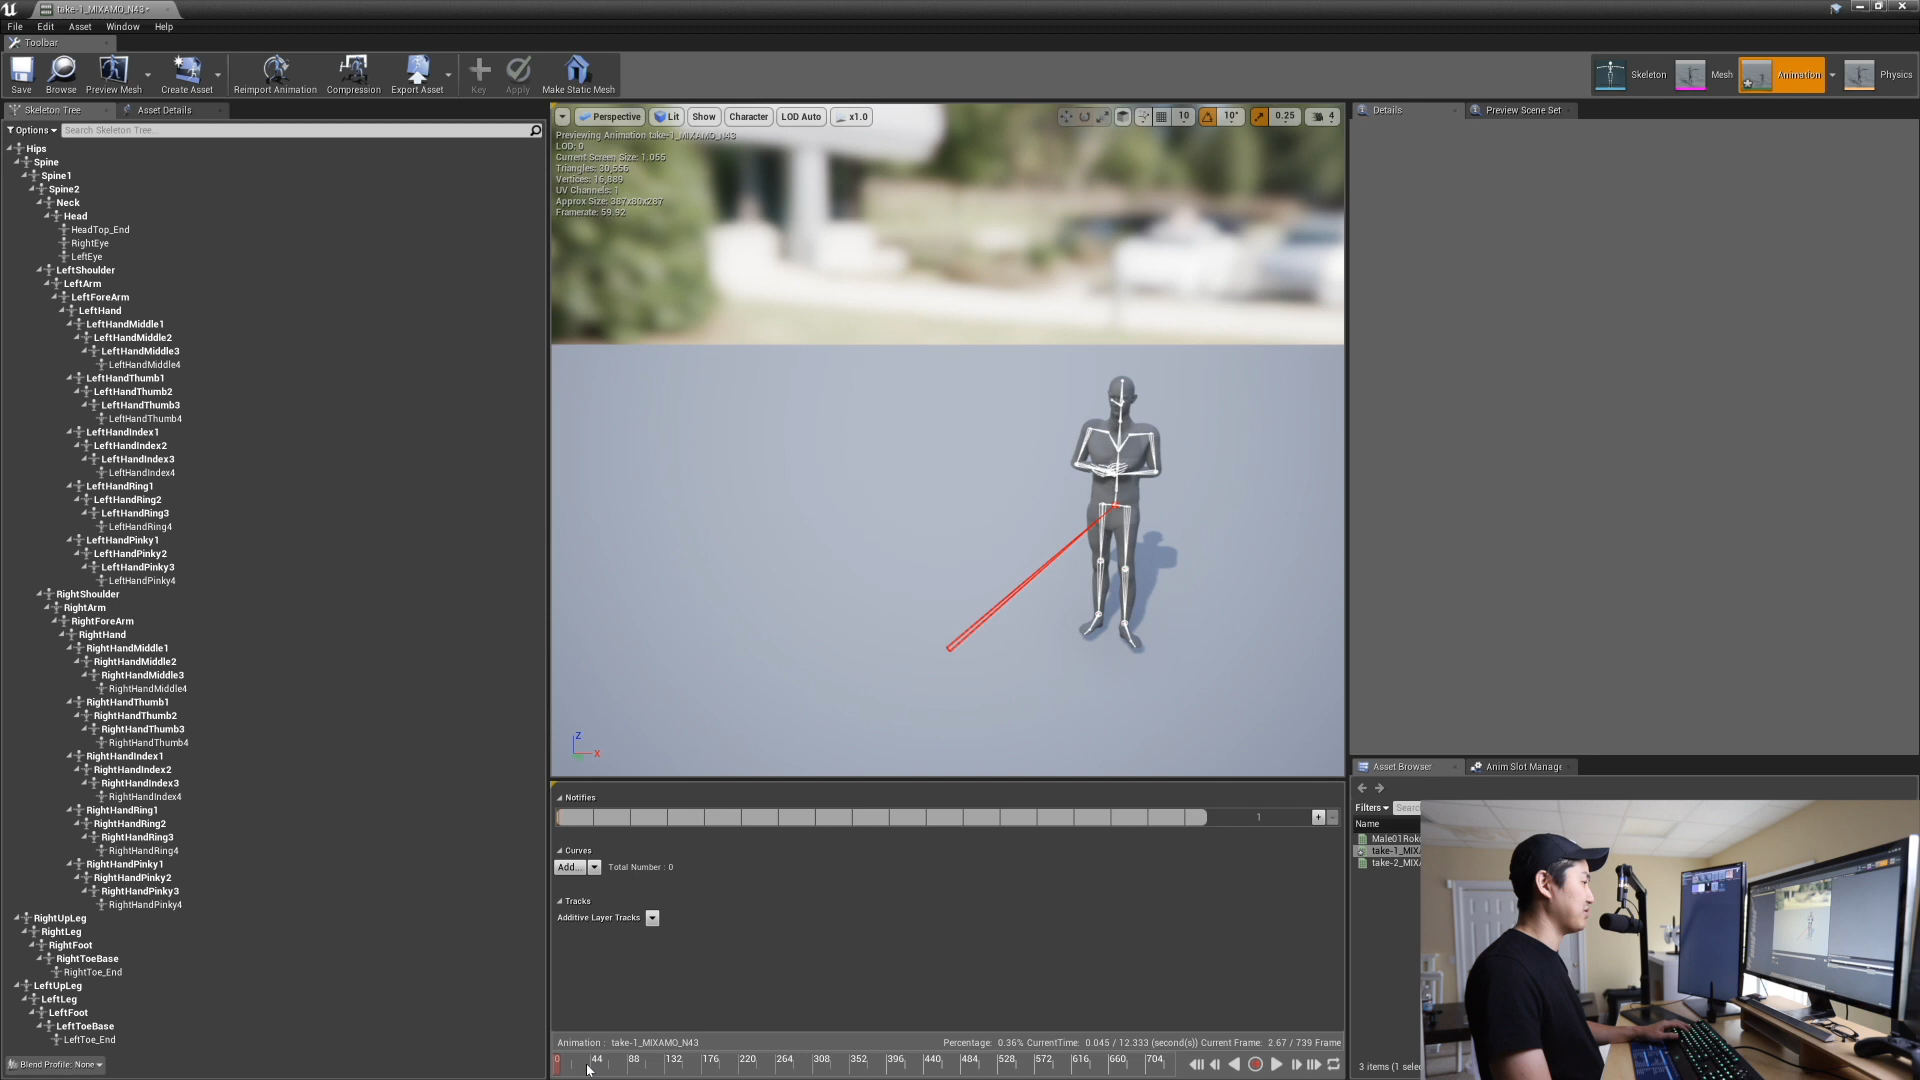 take-1_MIXAMO_N43•
File Edit Asset Window Help
Toolbar
Save Browse Preview Mesh Create Asset Reimport Animation Compression Export Asset Key Apply Make Static Mesh
Skeleton Mesh Animation Physics
Skeleton Tree Asset Details
Options Search Skeleton Tree...
Hips
Spine
Spine1
Spine2
Neck
Head
HeadTop_End
RightEye
LeftEye
LeftShoulder
LeftArm
LeftForeArm
LeftHand
LeftHandMiddle1
LeftHandMiddle2
LeftHandMiddle3
LeftHandMiddle4
LeftHandThumb1
LeftHandThumb2
LeftHandThumb3
LeftHandThumb4
LeftHandIndex1
LeftHandIndex2
LeftHandIndex3
LeftHandIndex4
LeftHandRing1
LeftHandRing2
LeftHandRing3
LeftHandRing4
LeftHandPinky1
LeftHandPinky2
LeftHandPinky3
LeftHandPinky4
RightShoulder
RightArm
RightForeArm
RightHand
RightHandMiddle1
RightHandMiddle2
RightHandMiddle3
RightHandMiddle4
RightHandThumb1
RightHandThumb2
RightHandThumb3
RightHandThumb4
RightHandIndex1
RightHandIndex2
RightHandIndex3
RightHandIndex4
RightHandRing1
RightHandRing2
RightHandRing3
RightHandRing4
RightHandPinky1
RightHandPinky2
RightHandPinky3
RightHandPinky4
RightUpLeg
RightLeg
RightFoot
RightToeBase
RightToe_End
LeftUpLeg
LeftLeg
LeftFoot
LeftToeBase
LeftToe_End
Blend Profile: None
Perspective Lit Show Character LOD Auto x1.0
10 10° 0.25 4
Previewing Animation take-1_MIXAMO_N43
LOD: 0
Current Screen Size: 1.055
Triangles: 30,556
Vertices: 16,889
UV Channels: 1
Approx Size: 387x80x287
Framerate: 59.92
Z
X
Notifies
1
Curves
Add... Total Number : 0
Tracks
Additive Layer Tracks
Animation : take-1_MIXAMO_N43
Percentage: 0.36% CurrentTime: 0.045 / 12.333 (second(s)) Current Frame: 2.67 / 739 Frame
0 44 88 132 176 220 264 308 352 396 440 484 528 572 616 660 704
Details Preview Scene Set
Asset Browser Anim Slot Manage
Filters Searc
Name
Male01Roko
take-1_MIX
take-2_MIX
3 items (1 selec